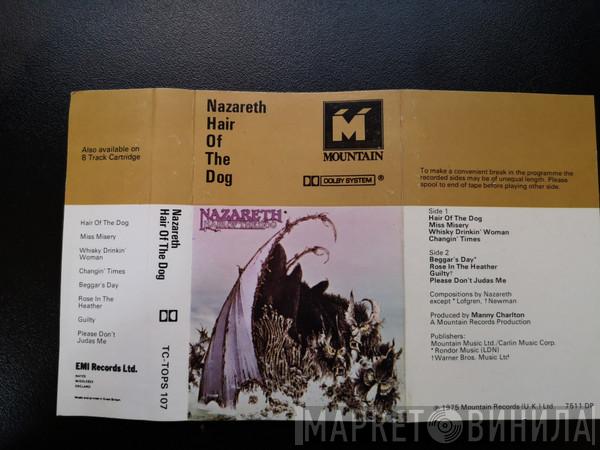 Also available on
8 Track Cartridge
Hair Of The Dog
Miss Misery
Whisky Drinkin'
Woman
Changin' Times
Beggar's Day
Rose In The
Heather
Guilty
Please Don't
Judas Me
EMI Records Ltd.
HAYES
MIDDLESEX
ENGLAND
Nazareth
Hair Of The Dog
TC-TOPS 107
Nazareth
Hair
Of
The
Dog
M
MOUNTAIN
DOLBY SYSTEM ®
NAZARETH
HAIR OF THE DOG
To make a convenient break in the programme the
recorded sides may be of unequal length. Please
spool to end of tape before playing other side.
Side 1
Hair Of The Dog
Miss Misery
Whisky Drinkin' Woman
Changin' Times
Side 2
Beggar's Day*
Rose In The Heather
Guilty†
Please Don't Judas Me
Compositions by Nazareth
except * Lofgren, †Newman
Produced by Manny Charlton
A Mountain Records Production
Publishers:
Mountain Music Ltd./Carlin Music Corp.
*Rondor Music (LDN)
†Warner Bros. Music Ltd
℗ 1975 Mountain Records (U.K.) Ltd. 7511 DP
МАРКЕТ ВИНИЛА